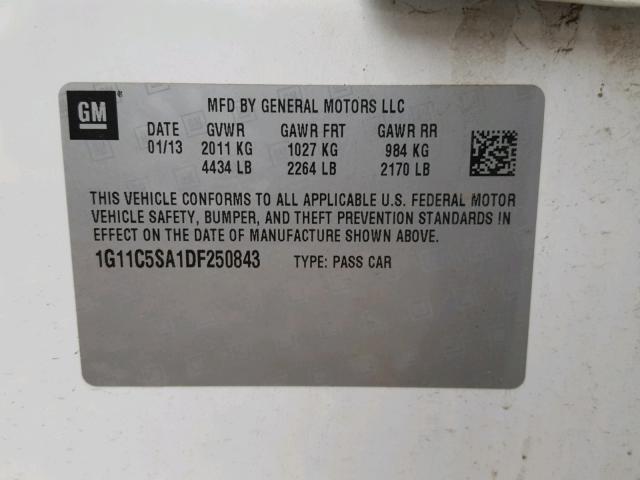 GM
MFD BY GENERAL MOTORS LLC
DATE GVWR GAWR FRT GAWR RR
01/13 2011 KG 1027 KG 984 KG
4434 LB 2264 LB 2170 LB
THIS VEHICLE CONFORMS TO ALL APPLICABLE U.S. FEDERAL MOTOR
VEHICLE SAFETY, BUMPER, AND THEFT PREVENTION STANDARDS IN
EFFECT ON THE DATE OF MANUFACTURE SHOWN ABOVE.
1G11C5SA1DF250843 TYPE: PASS CAR